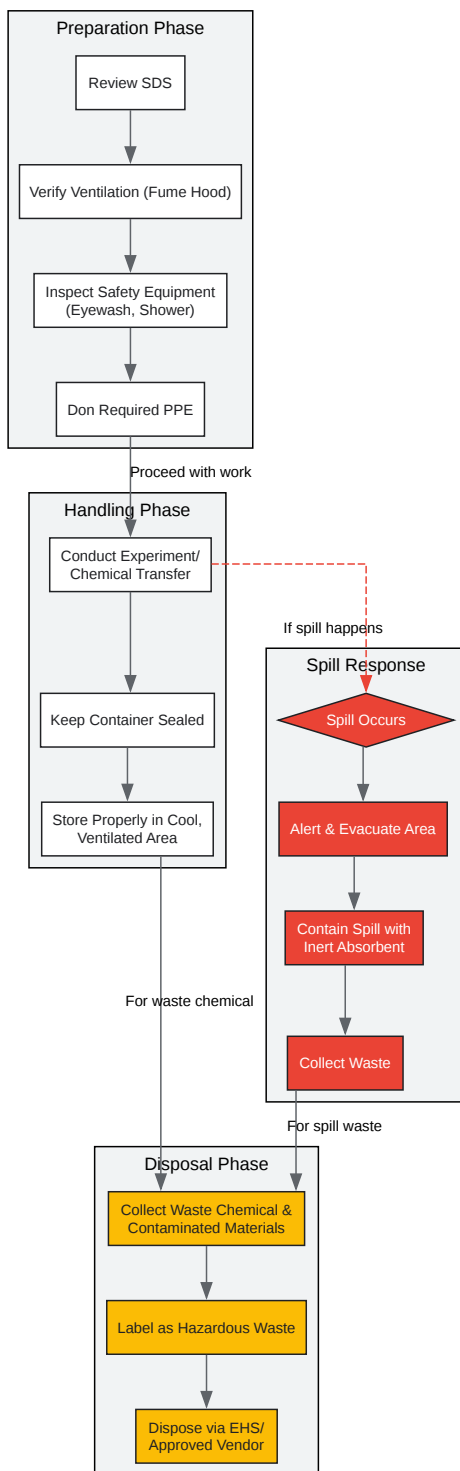 Preparation Phase
Review SDS
Verify Ventilation (Fume Hood)
Inspect Safety Equipment
(Eyewash, Shower)
Don Required PPE
Proceed with work
Handling Phase
Conduct Experiment/
Chemical Transfer
If spill happens
Spill Response
Keep Container Sealed
Spill Occurs
Store Properly in Cool,
Ventilated Area
Alert & Evacuate Area
Contain Spill with
Inert Absorbent
For waste chemical
Collect Waste
For spill waste
Disposal Phase
Collect Waste Chemical &
Contaminated Materials
Label as Hazardous Waste
Dispose via EHS/
Approved Vendor